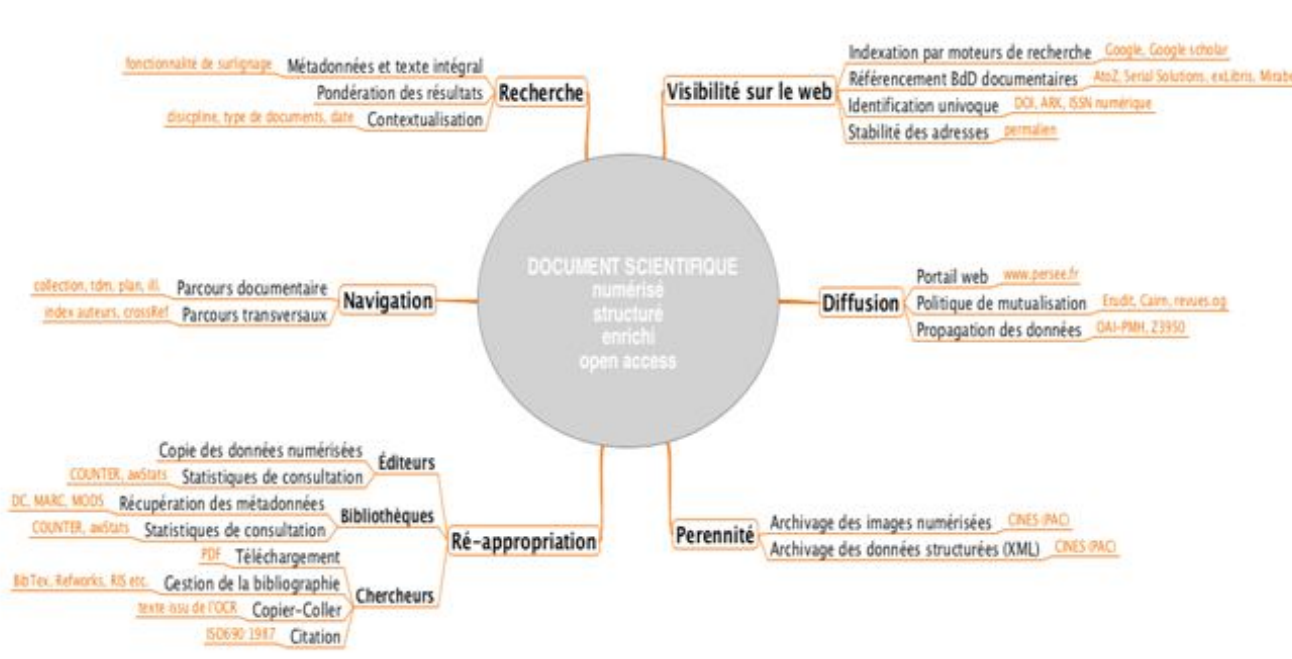 fonctionnalité de surlignage Métadonnées et texte intégral
Pondération des résultats
disicpline, type de documents, date Contextualisation
Recherche
Visibilité sur le web
Indexation par moteurs de recherche Google, Google scholar
Référencement BdD documentaires AtoZ, Serial Solutions, exLibris, Mirabe
Identification univoque DOI, ARK, ISSN numérique
Stabilité des adresses permalien
DOCUMENT SCIENTIFIQUE
numérisé
structuré
enrichi
open access
collection, tdm, plan, ill. Parcours documentaire
index auteurs, crossRef Parcours transversaux
Navigation
Diffusion
Portail web www.persee.fr
Politique de mutualisation Erudit, Cairn, revues.og
Propagation des données OAI-PMH, Z3950
Copie des données numérisées
COUNTER, awStats Statistiques de consultation
Éditeurs
DC, MARC, MODS Récupération des métadonnées
COUNTER, awStats Statistiques de consultation
Bibliothèques
PDF Téléchargement
BibTex, Refworks, RIS etc. Gestion de la bibliographie
texte issu de l'OCR Copier-Coller
ISO690:1987 Citation
Chercheurs
Ré-appropriation
Perennité
Archivage des images numérisées CINES (PAC)
Archivage des données structurées (XML) CINES (PAC)